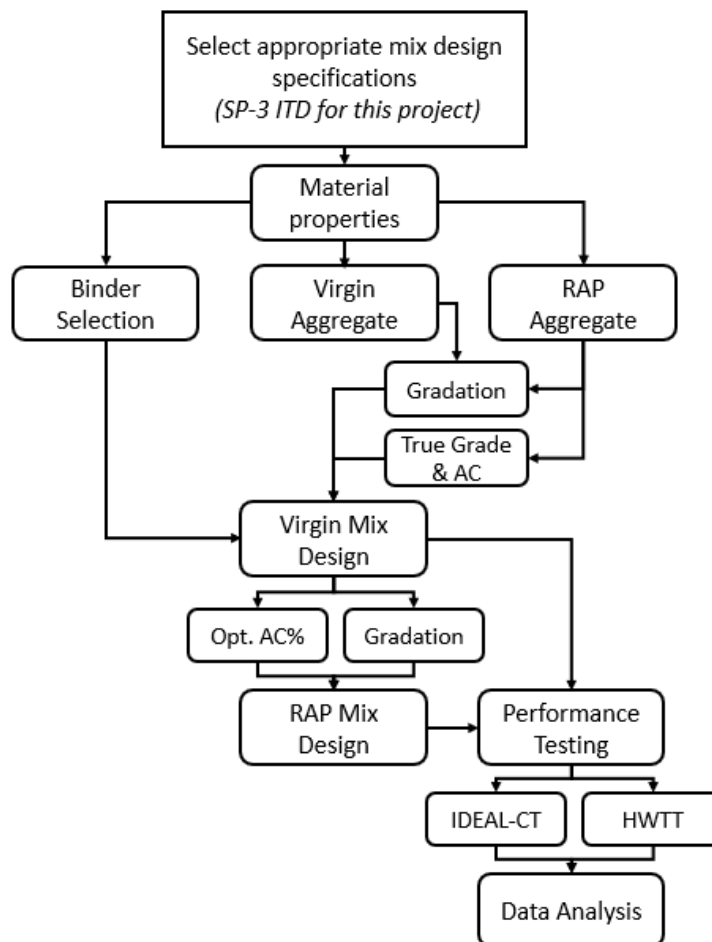 Select appropriate mix design
specifications
(SP-3 ITD for this project)
Material
properties
Binder
Selection
Virgin
Aggregate
RAP
Aggregate
Gradation
True Grade
& AC
Virgin Mix
Design
Opt. AC%
Gradation
RAP Mix
Design
Performance
Testing
IDEAL-CT
HWTT
Data Analysis